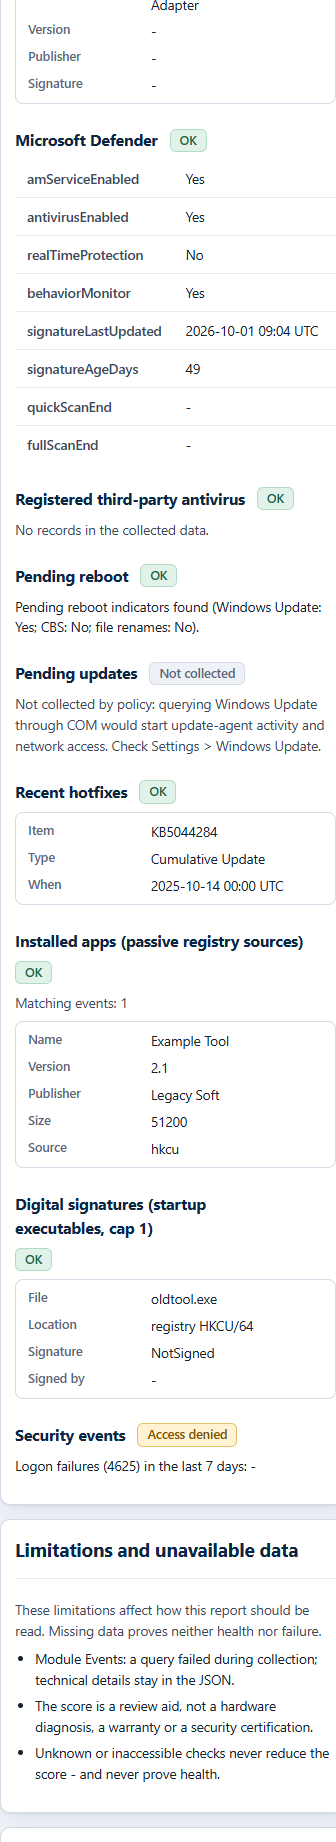 Adapter
Version -
Publisher -
Signature -
Microsoft Defender OK
amServiceEnabled Yes
antivirusEnabled Yes
realTimeProtection No
behaviorMonitor Yes
signatureLastUpdated 2026-10-01 09:04 UTC
signatureAgeDays 49
quickScanEnd -
fullScanEnd -
Registered third-party antivirus OK
No records in the collected data.
Pending reboot OK
Pending reboot indicators found (Windows Update:
Yes; CBS: No; file renames: No).
Pending updates Not collected
Not collected by policy: querying Windows Update
through COM would start update-agent activity and
network access. Check Settings > Windows Update.
Recent hotfixes OK
Item KB5044284
Type Cumulative Update
When 2025-10-14 00:00 UTC
Installed apps (passive registry sources)
OK
Matching events: 1
Name Example Tool
Version 2.1
Publisher Legacy Soft
Size 51200
Source hkcu
Digital signatures (startup
executables, cap 1)
OK
File oldtool.exe
Location registry HKCU/64
Signature NotSigned
Signed by -
Security events Access denied
Logon failures (4625) in the last 7 days: -
Limitations and unavailable data
These limitations affect how this report should be
read. Missing data proves neither health nor failure.
• Module Events: a query failed during collection;
technical details stay in the JSON.
• The score is a review aid, not a hardware
diagnosis, a warranty or a security certification.
• Unknown or inaccessible checks never reduce the
score - and never prove health.